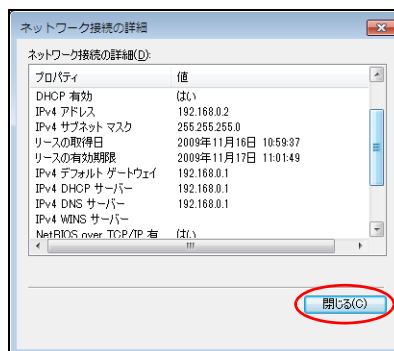 ネットワーク接続の詳細
ネットワーク接続の詳細(D):
プロパティ 値
DHCP 有効 はい
IPv4 アドレス 192.168.0.2
IPv4 サブネット マスク 255.255.255.0
リースの取得日 2009年11月16日 10:59:37
リースの有効期限 2009年11月17日 11:01:49
IPv4 デフォルト ゲートウェイ 192.168.0.1
IPv4 DHCP サーバー 192.168.0.1
IPv4 DNS サーバー 192.168.0.1
IPv4 WINS サーバー
NetBIOS over TCP/IP 有 はい
閉じる(C)